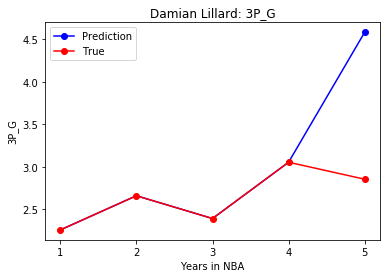 Damian Lillard: 3P_G
Prediction
True
4.5
4.0
3.5
3.0
2.5
3P_G
1 2 3 4 5
Years in NBA